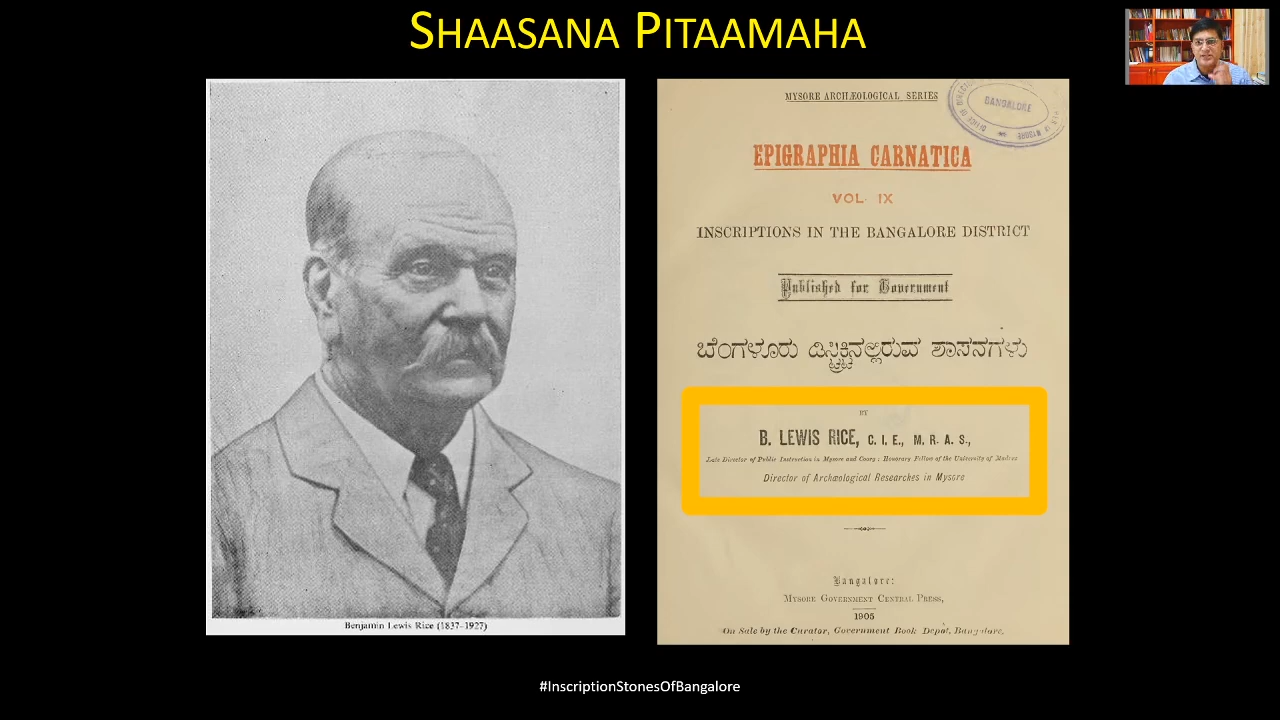 SHAASANA PITAAMAHA
Benjamin Lewis Rice (1837-1927)
MYSORE ARCHÆOLOGICAL SERIES
BANGALORE
EPIGRAPHIA CARNATICA
VOL. IX
INSCRIPTIONS IN THE BANGALORE DISTRICT
Published for Government
ಬೆಂಗಳೂರು ಡಿಸ್ಟ್ರಿಕ್ಟಿನಲ್ಲಿರುವ ಶಾಸನಗಳು
BY
B. LEWIS RICE, C. I. E., M. R. A. S.,
Late Director of Public Instruction in Mysore and Coorg : Honorary Fellow of the University of Madras
Director of Archæological Researches in Mysore
Bangalore:
MYSORE GOVERNMENT CENTRAL PRESS,
1905
On Sale by the Curator, Government Book Depôt, Bangalore.
#InscriptionStonesOfBangalore